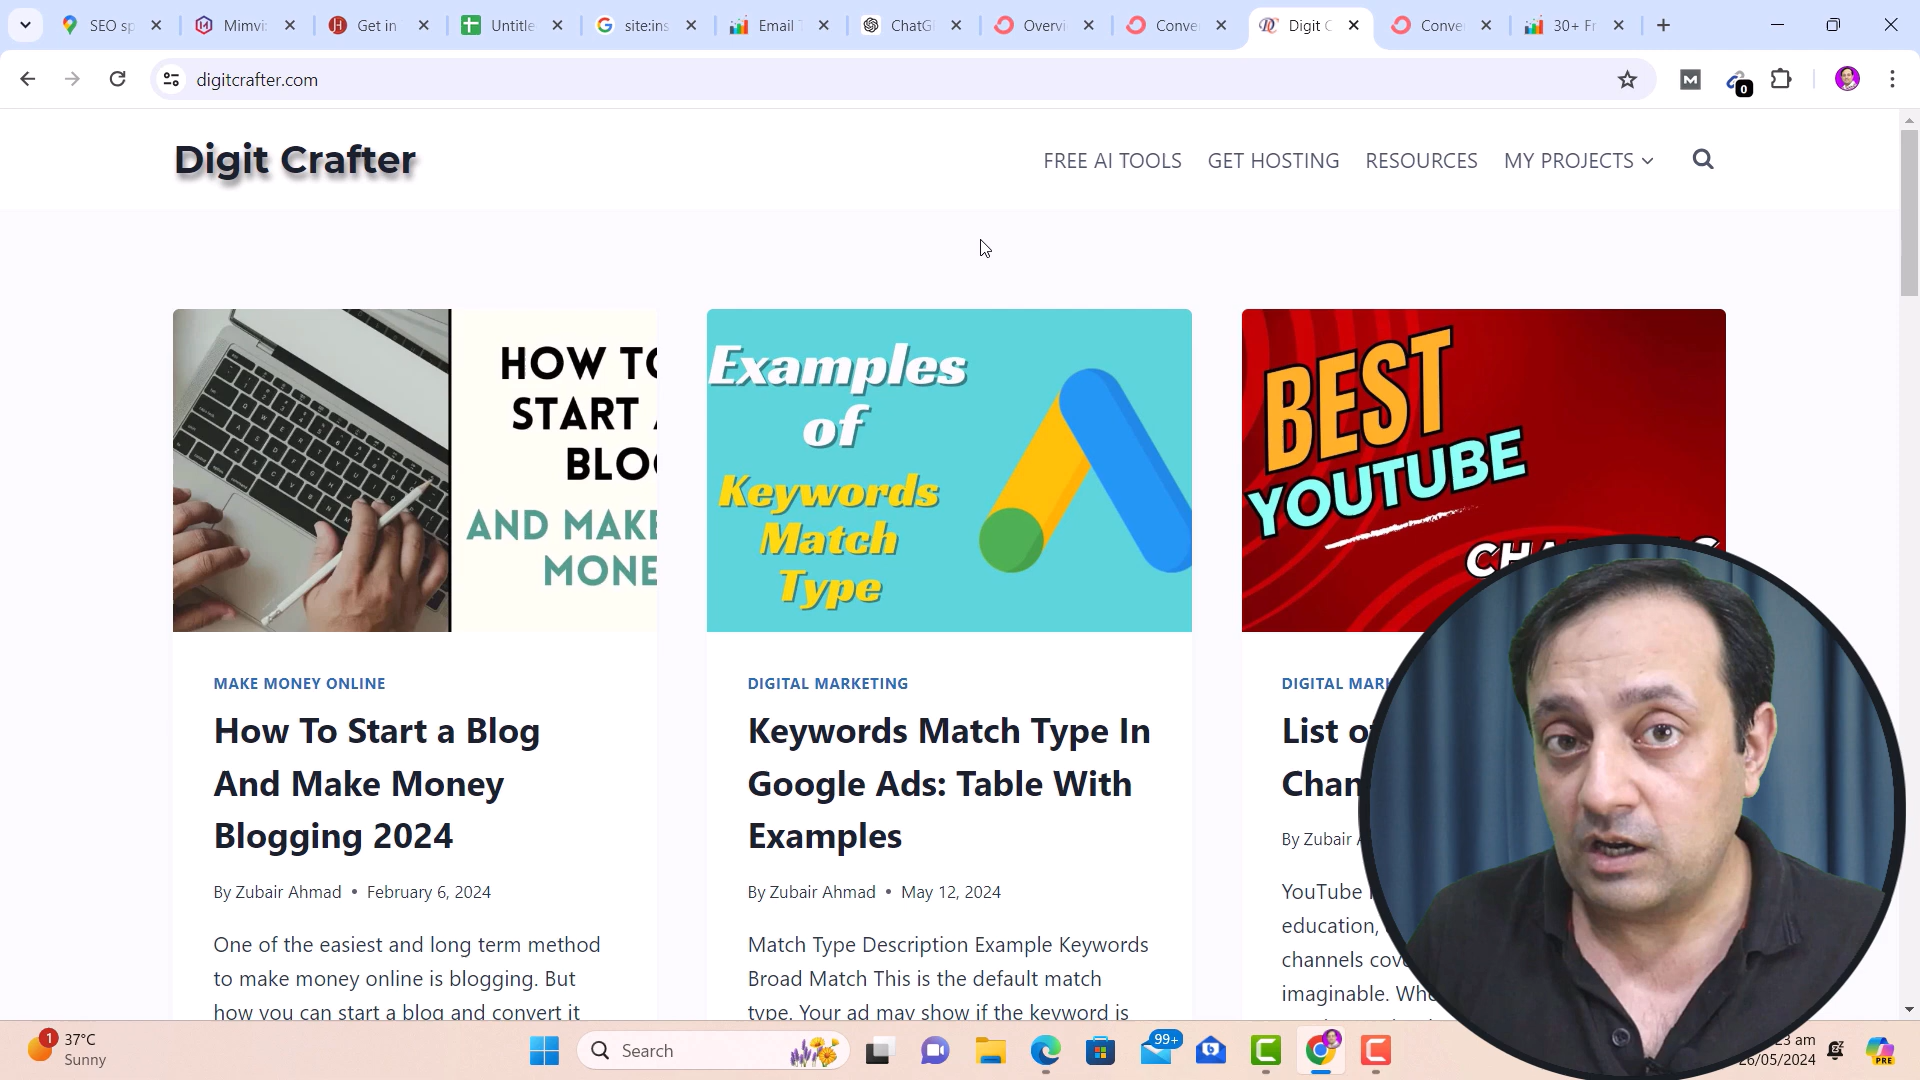 SEO sp
Mimvi
Get in
Untitle
site:ins
Email T
ChatG
Overvi
Conve
Digit C
Conve
30+ Fr
digitcrafter.com
0
Digit Crafter
FREE AI TOOLS
GET HOSTING
RESOURCES
MY PROJECTS
HOW TO
START
BLO
AND MAKE
MONE
Examples
of
Keywords
Match
Type
BEST
YOUTUBE
MAKE MONEY ONLINE
How To Start a Blog
And Make Money
Blogging 2024
By Zubair Ahmad • February 6, 2024
One of the easiest and long term method
to make money online is blogging. But
how you can start a blog and convert it
DIGITAL MARKETING
Keywords Match Type In
Google Ads: Table With
Examples
By Zubair Ahmad • May 12, 2024
Match Type Description Example Keywords
Broad Match This is the default match
type. Your ad may show if the keyword is
DIGITAL MAR
List o
Chan
By Zubair
YouTube
education,
channels cov
imaginable. Wh
1
37°C
Sunny
Search
99+
23 am
26/05/2024
PRE